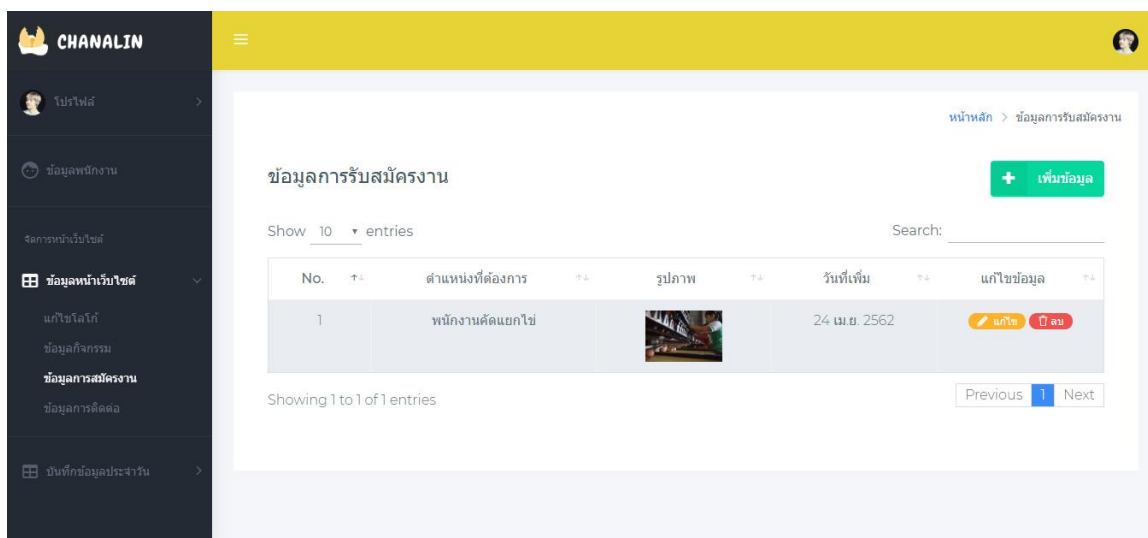 CHANALIN
โปรไฟล์
ข้อมูลพนักงาน
จัดการหน้าเว็บไซต์
ข้อมูลหน้าเว็บไซต์
แก้ไขโลโก้
ข้อมูลกิจกรรม
ข้อมูลการสมัครงาน
ข้อมูลการติดต่อ
บันทึกข้อมูลประจำวัน
หน้าหลัก > ข้อมูลการรับสมัครงาน
ข้อมูลการรับสมัครงาน
+ เพิ่มข้อมูล
Show 10 entries
Search:
No. ตำแหน่งที่ต้องการ รูปภาพ วันที่เพิ่ม แก้ไขข้อมูล
1 พนักงานคัดแยกไข่ 24 เม.ย. 2562 แก้ไข ลบ
Showing 1 to 1 of 1 entries
Previous 1 Next